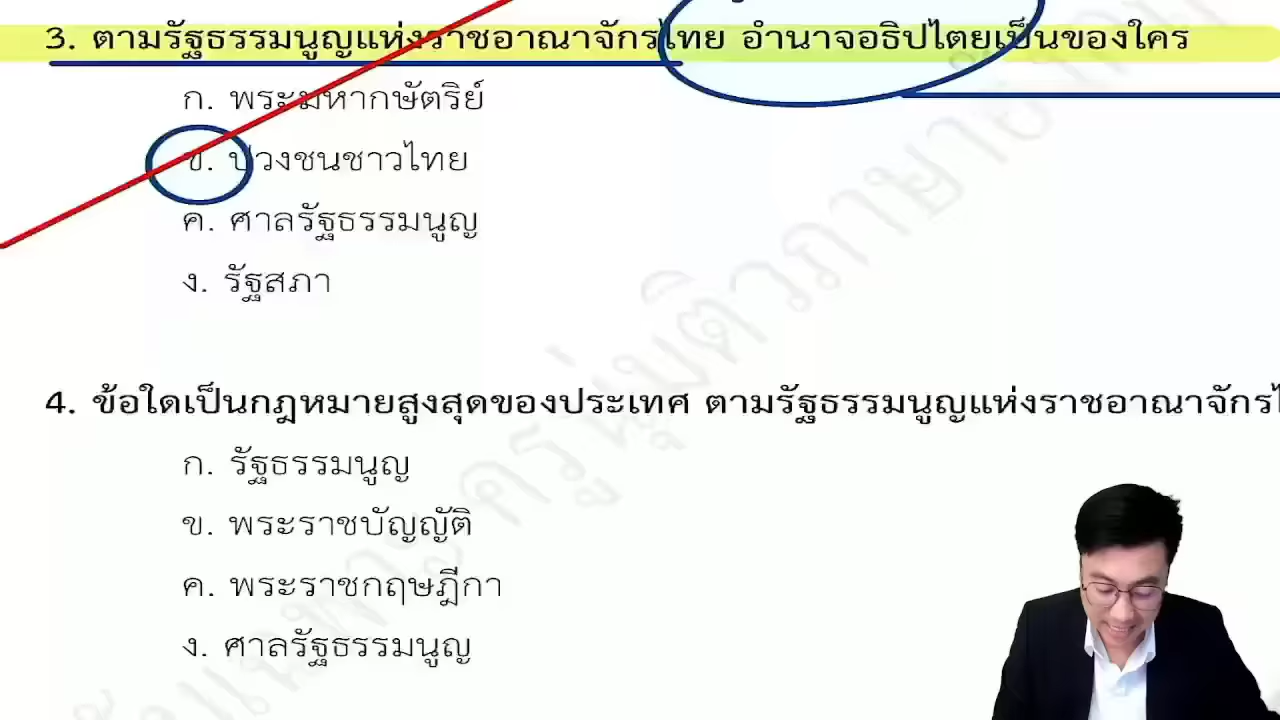 3. ตามรัฐธรรมนูญแห่งราชอาณาจักรไทย อำนาจอธิปไตยเป็นของใคร
ก. พระมหากษัตริย์
ข. ปวงชนชาวไทย
ค. ศาลรัฐธรรมนูญ
ง. รัฐสภา
4. ข้อใดเป็นกฎหมายสูงสุดของประเทศ ตามรัฐธรรมนูญแห่งราชอาณาจักร
ก. รัฐธรรมนูญ
ข. พระราชบัญญัติ
ค. พระราชกฤษฎีกา
ง. ศาลรัฐธรรมนูญ